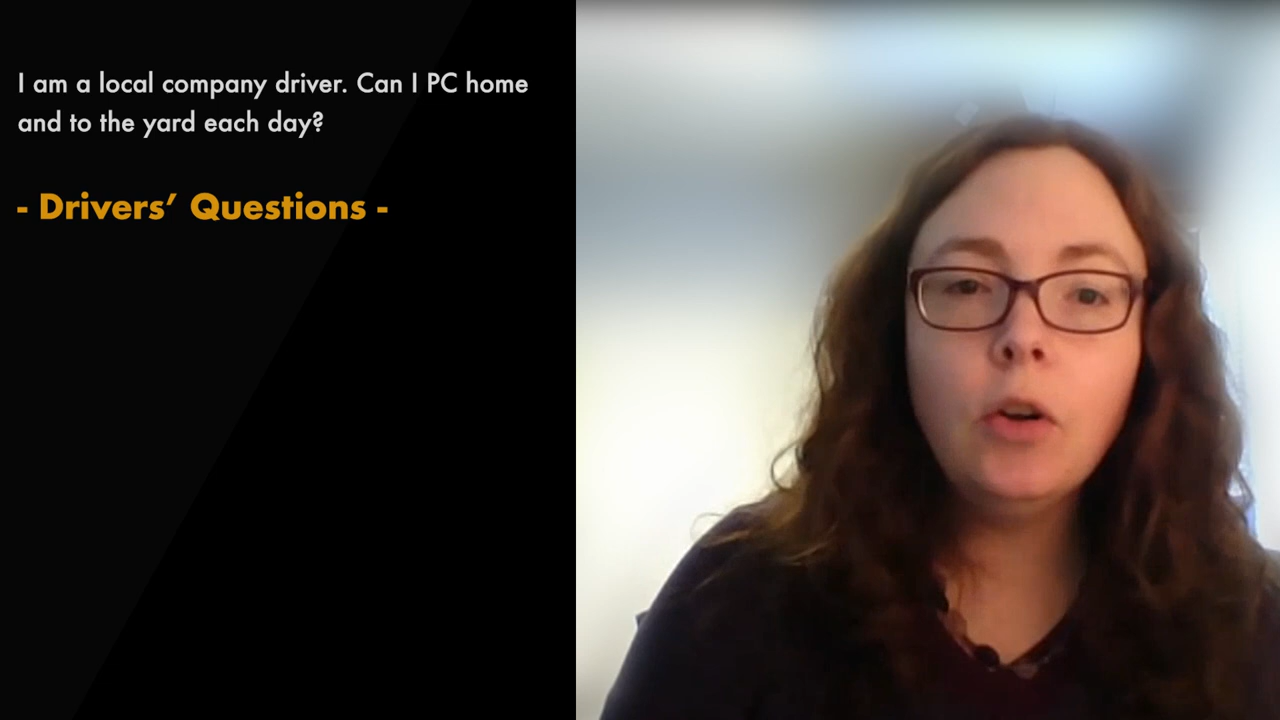 I am a local company driver. Can I PC home
and to the yard each day?
- Drivers’ Questions -